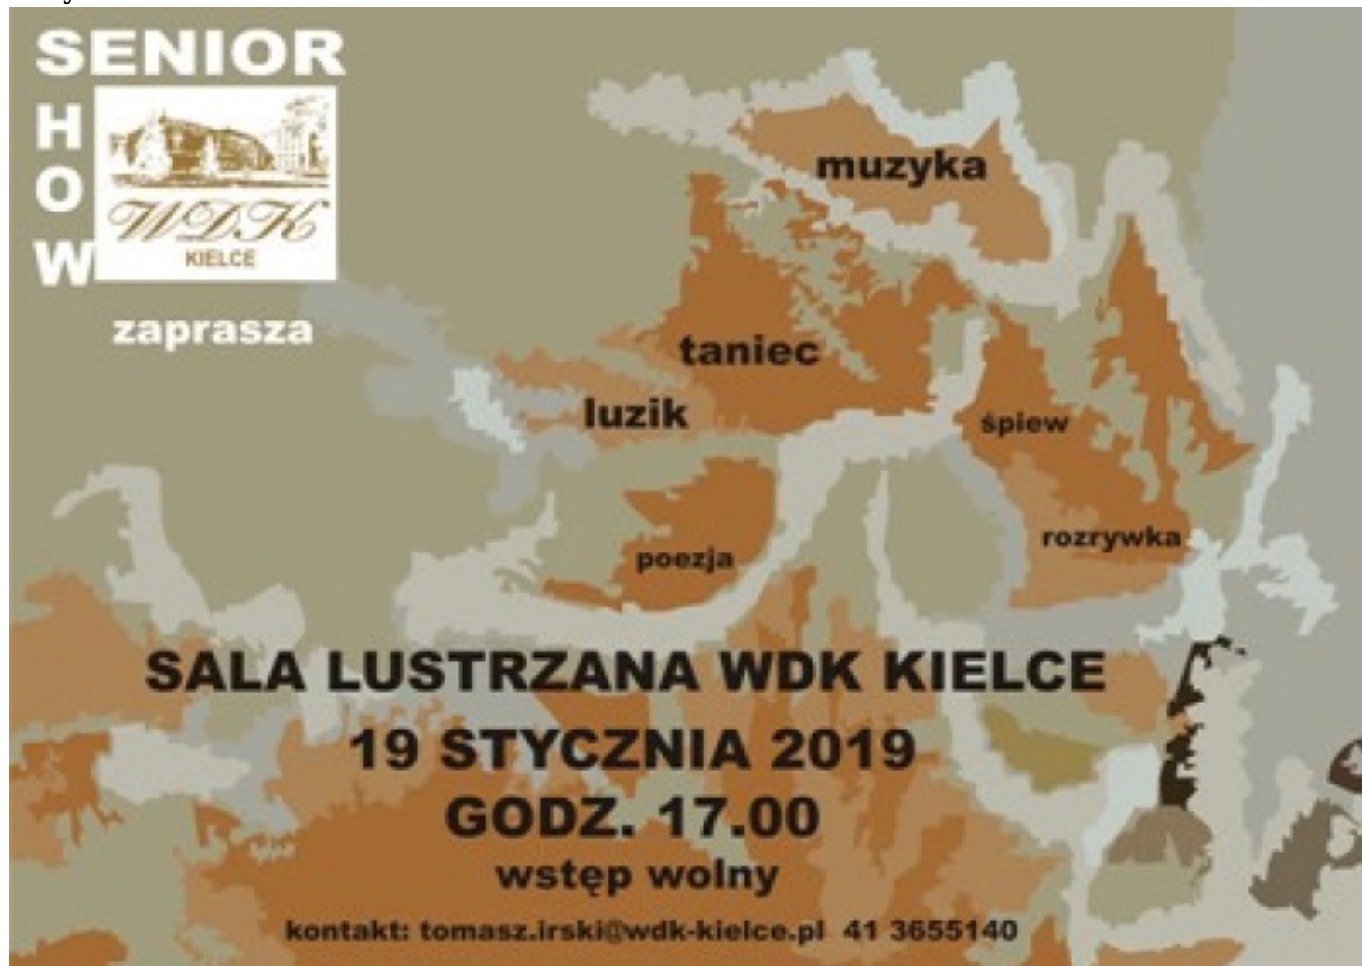 SENIOR
HOW
WDK
KIELCE
zaprasza
muzyka
taniec
luzik
śpiew
rozrywka
poezja
SALA LUSTRZANA WDK KIELCE
19 STYCZNIA 2019
GODZ. 17.00
wstęp wolny
kontakt: tomasz.irski@wdk-kielce.pl 41 3655140